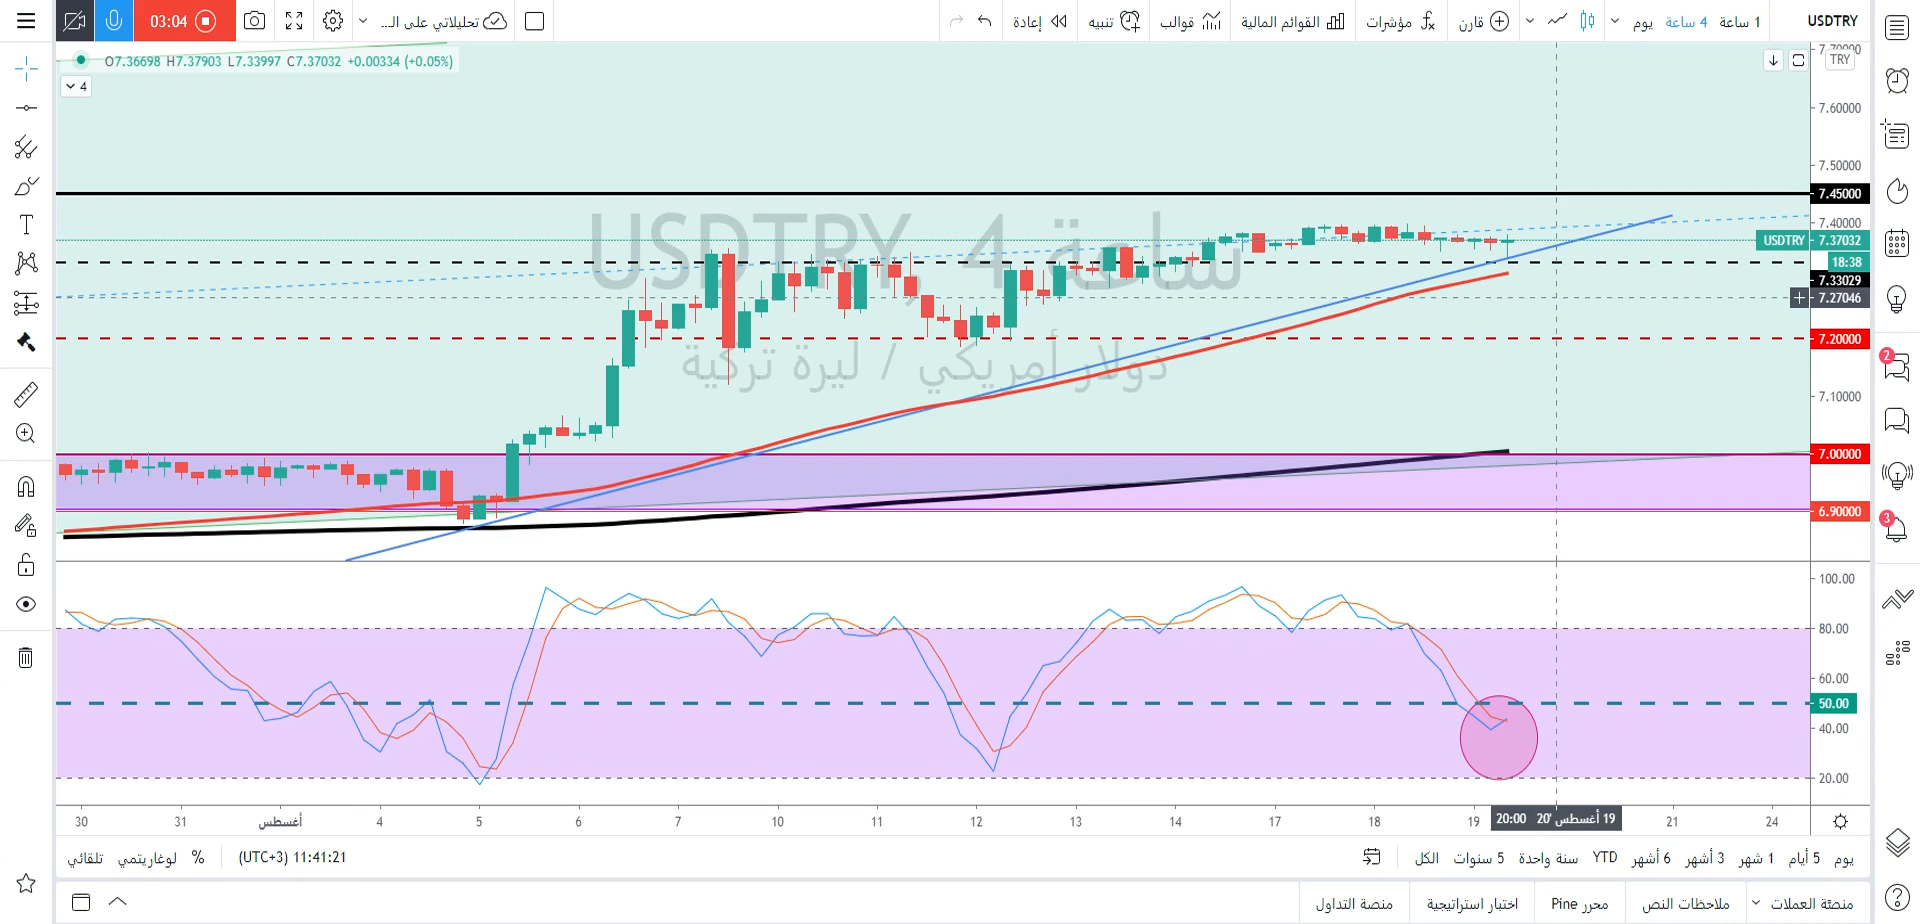 03:04
تحليلاتي على الـ...
إعادة
تنبيه
قوالب
القوائم المالية
مؤشرات
قارن
يوم
4 ساعة
1 ساعة
USDTRY
O7.36698 H7.37903 L7.33997 C7.37032 +0.00334 (+0.05%)
4
TRY
7.70000
7.60000
7.50000
7.45000
7.40000
USDTRY 7.37032
18:38
7.33029
7.27046
7.20000
7.10000
7.00000
6.90000
USDTRY, 4 ساعة
دولار أمريكي / ليرة تركية
100.00
80.00
60.00
50.00
40.00
20.00
30 31 أغسطس 4 5 6 7 10 11 12 13 14 17 18 19 21 24
19 أغسطس '20 20:00
تلقائي لوغاريتمي %
11:41:21 (UTC+3)
يوم 5 أيام 1 شهر 3 أشهر 6 أشهر YTD سنة واحدة 5 سنوات الكل
منصّة العملات
ملاحظات النص
محرر Pine
اختبار استراتيجية
منصة التداول
2
3